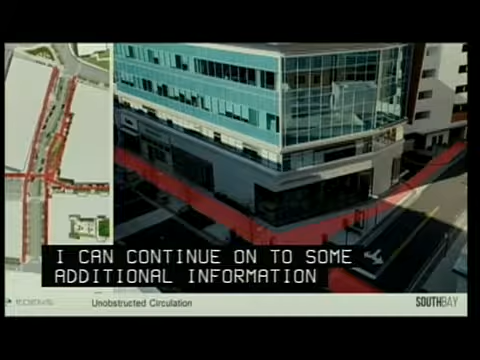 I CAN CONTINUE ON TO SOME
ADDITIONAL INFORMATION
Unobstructed Circulation
SOUTHBAY